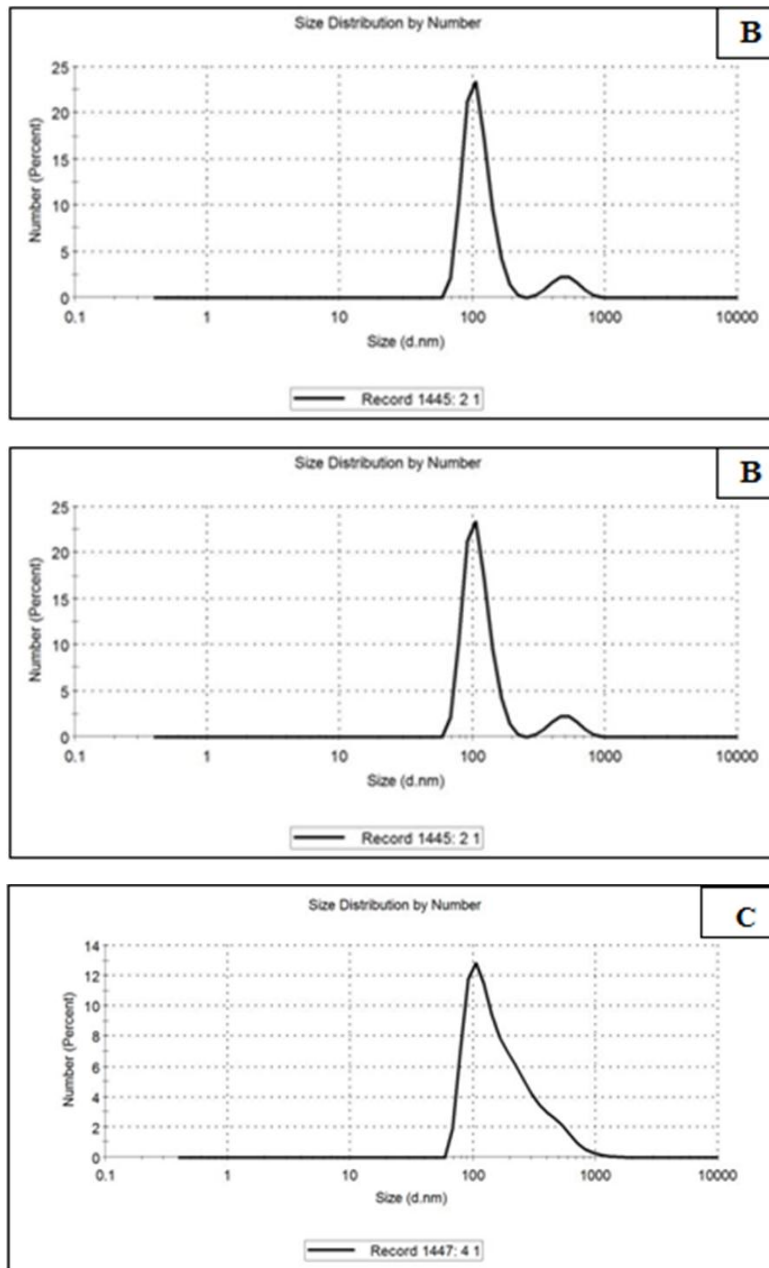 Size Distribution by Number
B
25
20
15
10
5
0
Number (Percent)
0.1 1 10 100 1000 10000
Size (d.nm)
Record 1445: 2 1
Size Distribution by Number
B
25
20
15
10
5
0
Number (Percent)
0.1 1 10 100 1000 10000
Size (d.nm)
Record 1445: 2 1
Size Distribution by Number
C
14
12
10
8
6
4
2
0
Number (Percent)
0.1 1 10 100 1000 10000
Size (d.nm)
Record 1447: 4 1